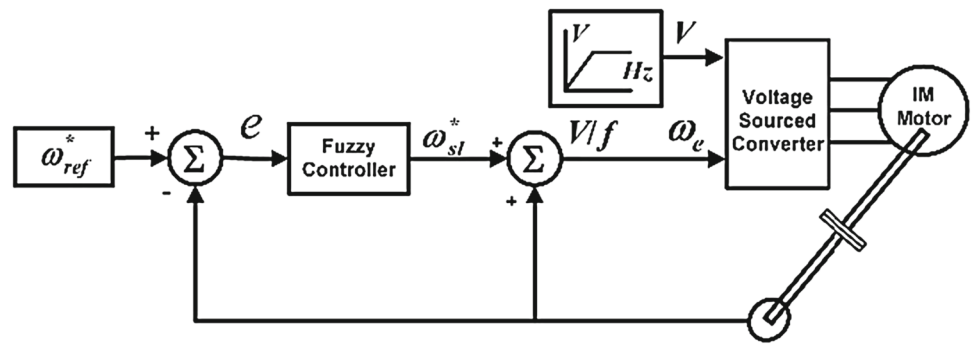 V
Hz
V
ω*ref
+
-
Σ
e
Fuzzy
Controller
ω*sl
+
+
Σ
V/f
ωe
Voltage
Sourced
Converter
IM
Motor